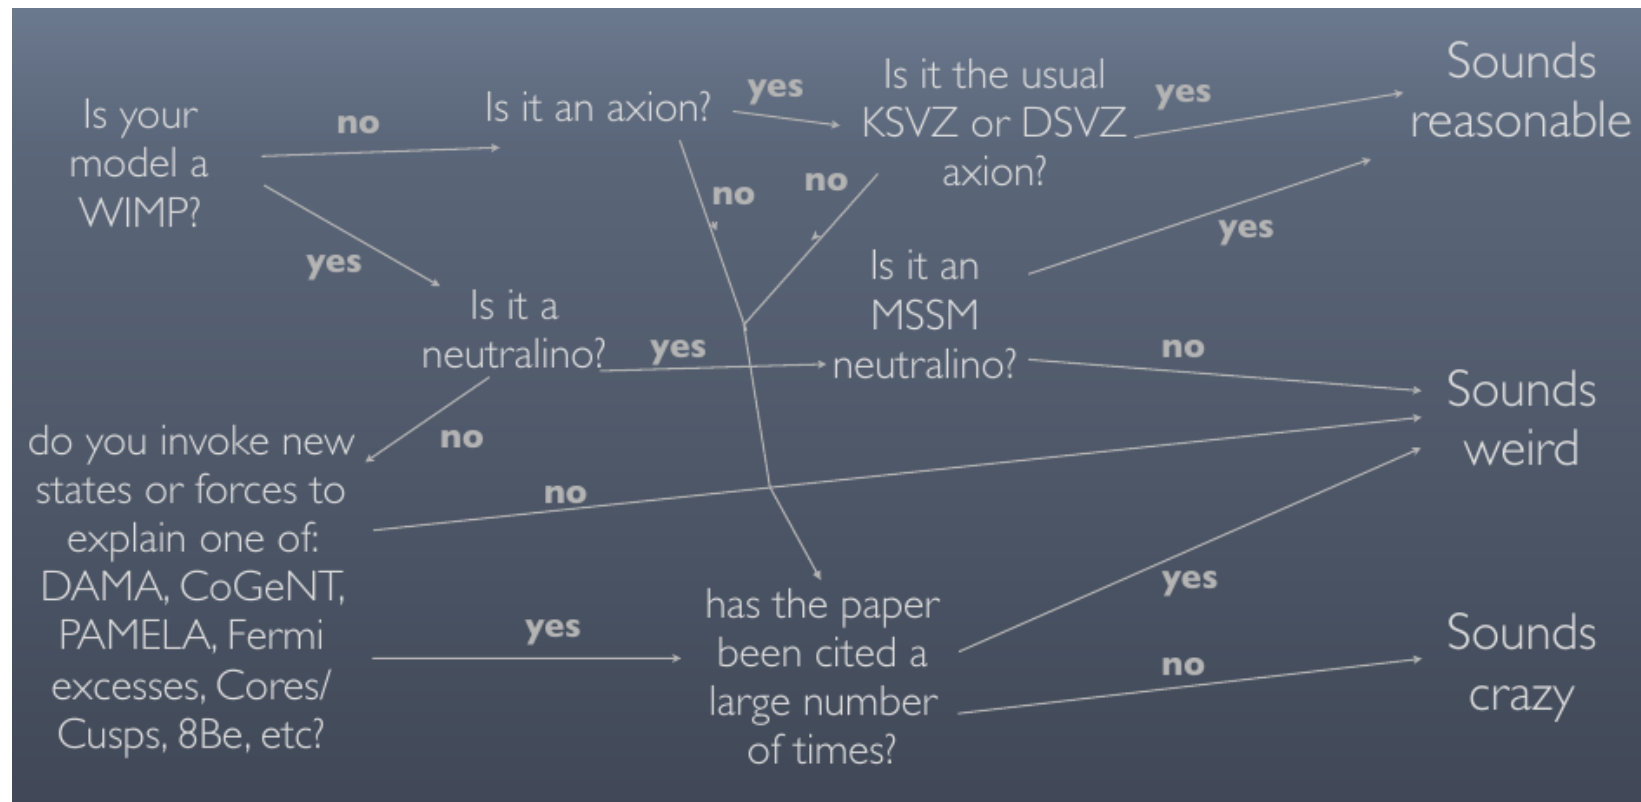 Is your
model a
WIMP?
no
yes
Is it an axion?
yes
no
Is it the usual
KSVZ or DSVZ
axion?
yes
no
Sounds
reasonable
Is it a
neutralino?
yes
no
Is it an
MSSM
neutralino?
yes
no
Sounds
weird
do you invoke new
states or forces to
explain one of:
DAMA, CoGeNT,
PAMELA, Fermi
excesses, Cores/
Cusps, 8Be, etc?
no
yes
has the paper
been cited a
large number
of times?
yes
no
Sounds
crazy